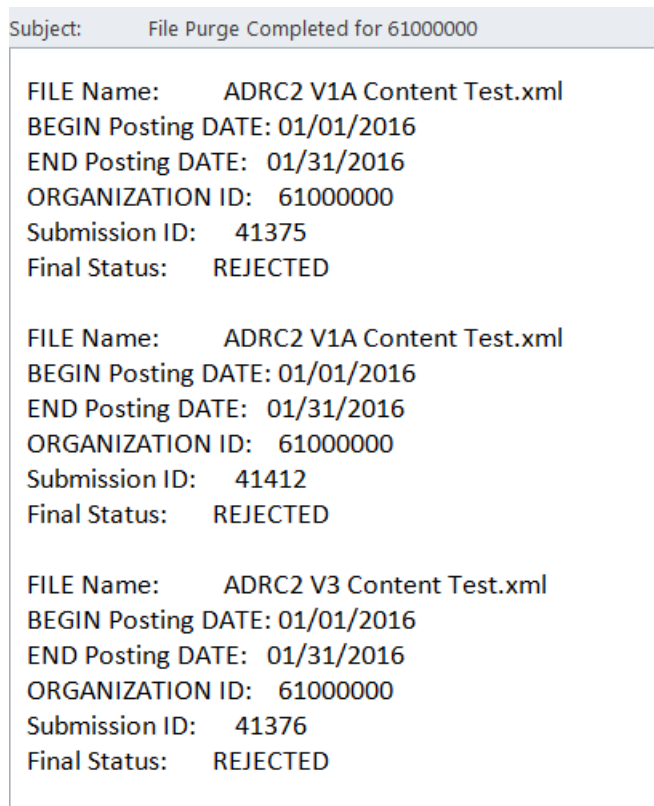 Subject: File Purge Completed for 61000000
FILE Name: ADRC2 V1A Content Test.xml
BEGIN Posting DATE: 01/01/2016
END Posting DATE: 01/31/2016
ORGANIZATION ID: 61000000
Submission ID: 41375
Final Status: REJECTED
FILE Name: ADRC2 V1A Content Test.xml
BEGIN Posting DATE: 01/01/2016
END Posting DATE: 01/31/2016
ORGANIZATION ID: 61000000
Submission ID: 41412
Final Status: REJECTED
FILE Name: ADRC2 V3 Content Test.xml
BEGIN Posting DATE: 01/01/2016
END Posting DATE: 01/31/2016
ORGANIZATION ID: 61000000
Submission ID: 41376
Final Status: REJECTED